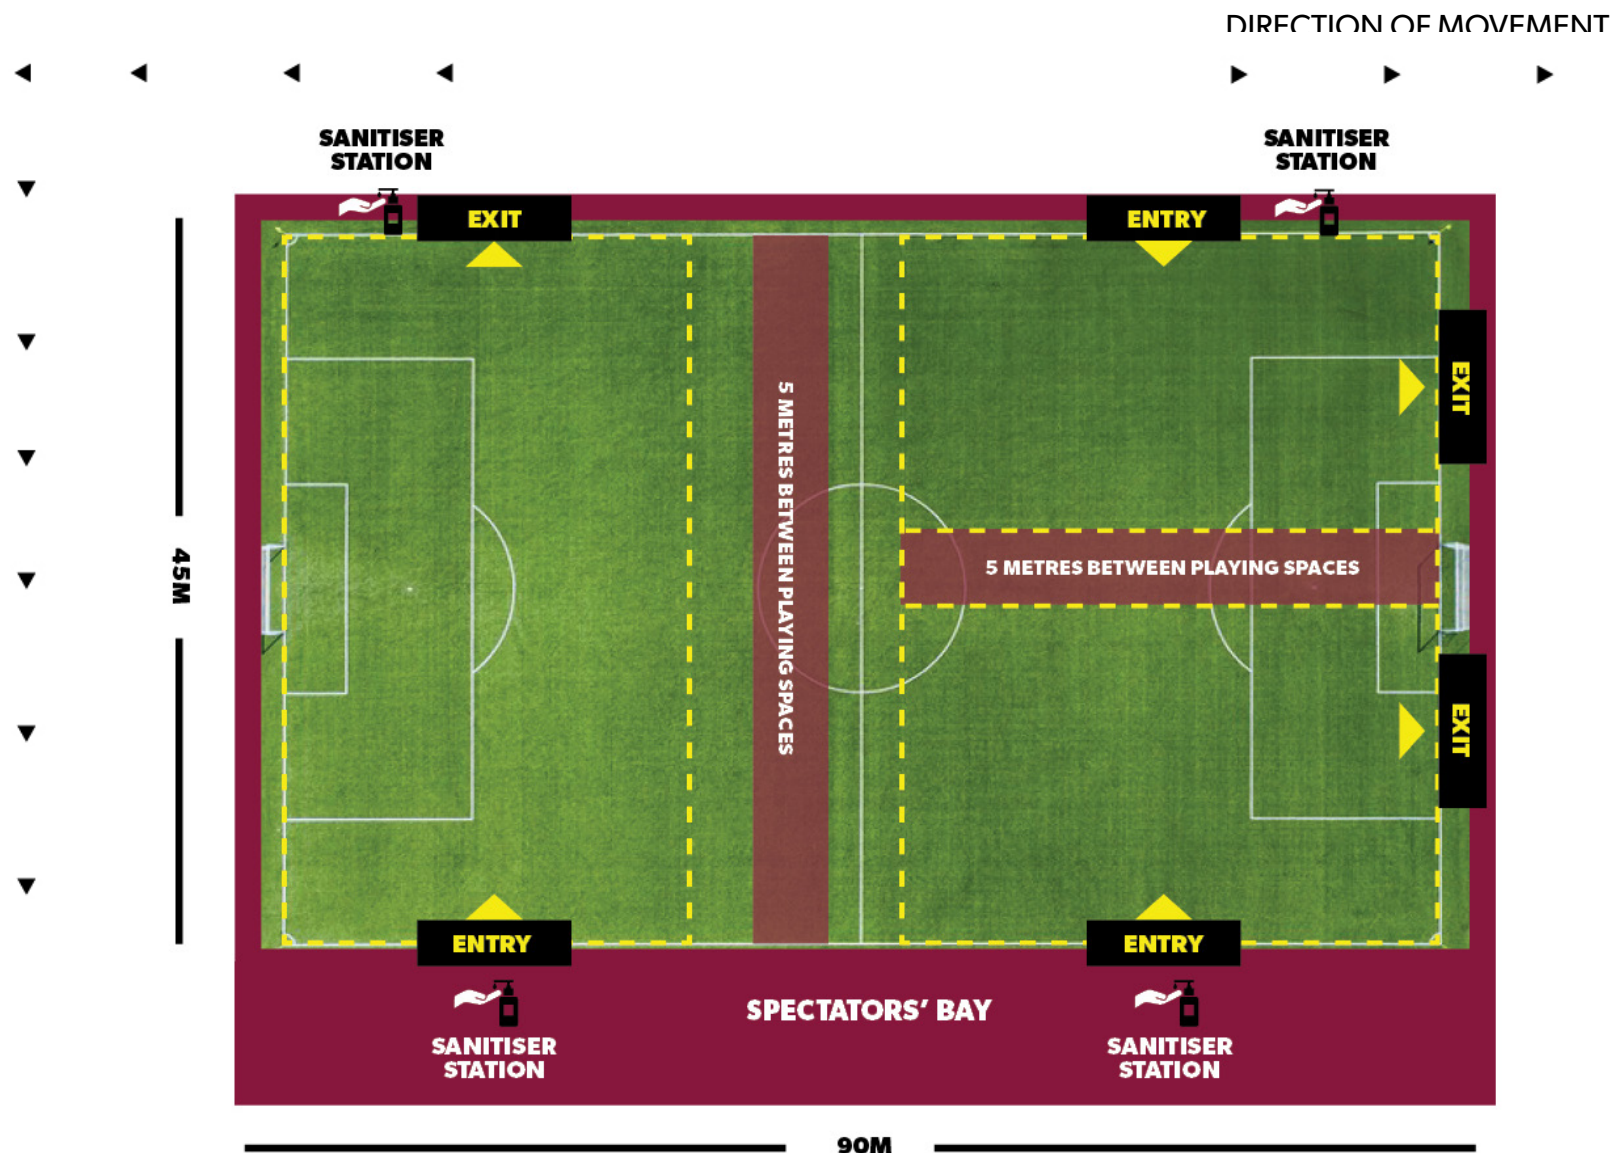 DIRECTION OF MOVEMENT
SANITISER
STATION
SANITISER
STATION
EXIT
ENTRY
EXIT
5 METRES BETWEEN PLAYING SPACES
5 METRES BETWEEN PLAYING SPACES
45M
EXIT
ENTRY
ENTRY
SPECTATORS' BAY
SANITISER
STATION
SANITISER
STATION
90M